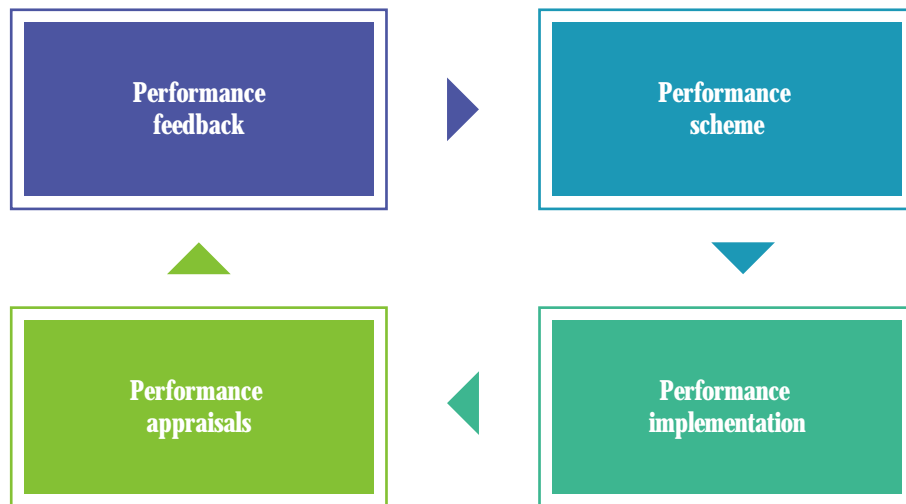 Performance
feedback
Performance
scheme
Performance
appraisals
Performance
implementation